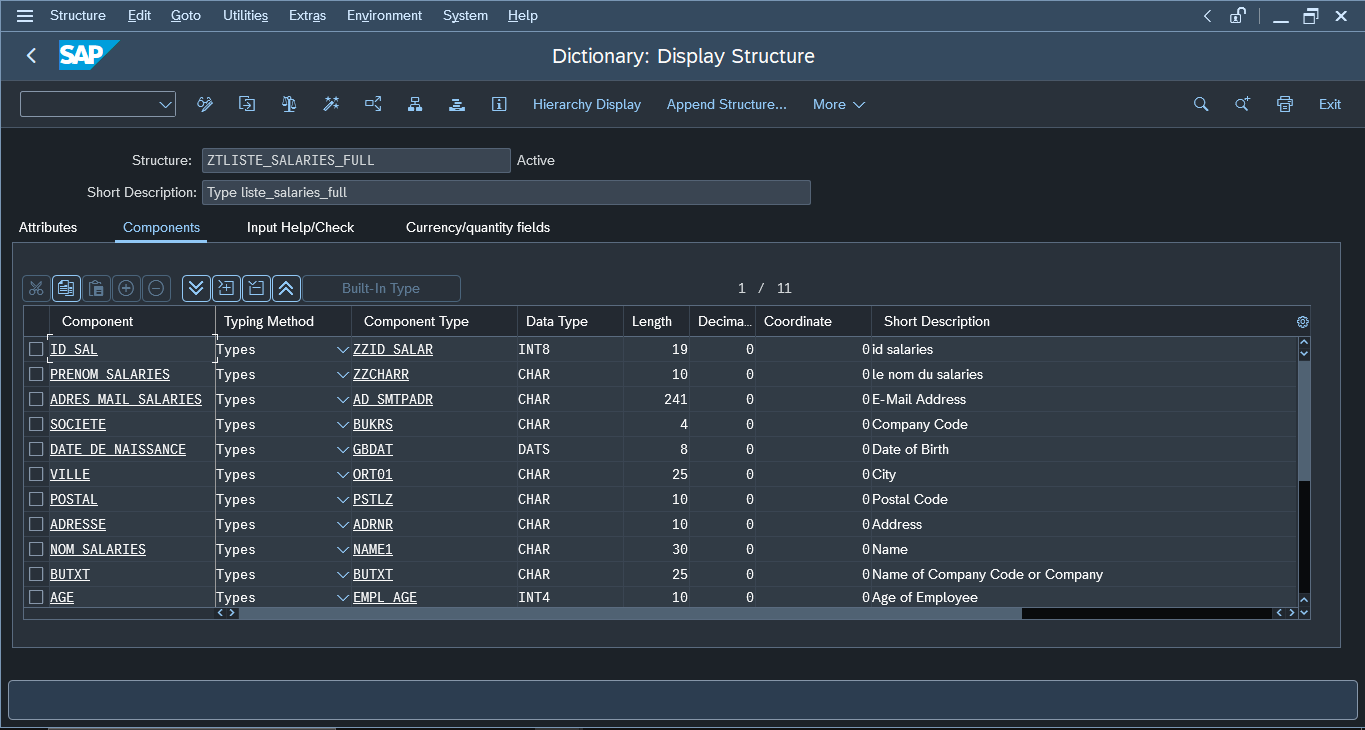 Structure Edit Goto Utilities Extras Environment System Help
SAP Dictionary: Display Structure
Hierarchy Display Append Structure... More Exit
Structure: ZTLISTE_SALARIES_FULL Active
Short Description: Type liste_salaries_full
Attributes Components Input Help/Check Currency/quantity fields
Built-In Type 1 / 11
Component Typing Method Component Type Data Type Length Decima... Coordinate Short Description
ID_SAL Types ZZID_SALAR INT8 19 0 0 id salaries
PRENOM_SALARIES Types ZZCHARR CHAR 10 0 0 le nom du salaries
ADRES_MAIL_SALARIES Types AD_SMTPADR CHAR 241 0 0 E-Mail Address
SOCIETE Types BUKRS CHAR 4 0 0 Company Code
DATE_DE_NAISSANCE Types GBDAT DATS 8 0 0 Date of Birth
VILLE Types ORT01 CHAR 25 0 0 City
POSTAL Types PSTLZ CHAR 10 0 0 Postal Code
ADRESSE Types ADRNR CHAR 10 0 0 Address
NOM_SALARIES Types NAME1 CHAR 30 0 0 Name
BUTXT Types BUTXT CHAR 25 0 0 Name of Company Code or Company
AGE Types EMPL_AGE INT4 10 0 0 Age of Employee